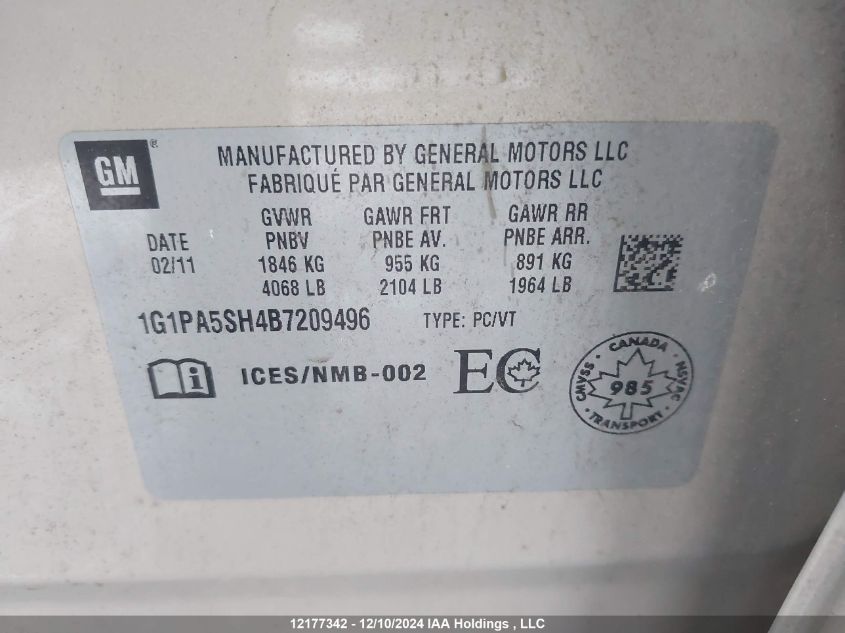 GM®
MANUFACTURED BY GENERAL MOTORS LLC
FABRIQUÉ PAR GENERAL MOTORS LLC
GVWR GAWR FRT GAWR RR
DATE PNBV PNBE AV. PNBE ARR.
02/11 1846 KG 955 KG 891 KG
4068 LB 2104 LB 1964 LB
1G1PA5SH4B7209496 TYPE: PC/VT
i ICES/NMB-002 EC
CANADA
CMVSS 985 NSVAC
TRANSPORT
12177342 - 12/10/2024 IAA Holdings , LLC